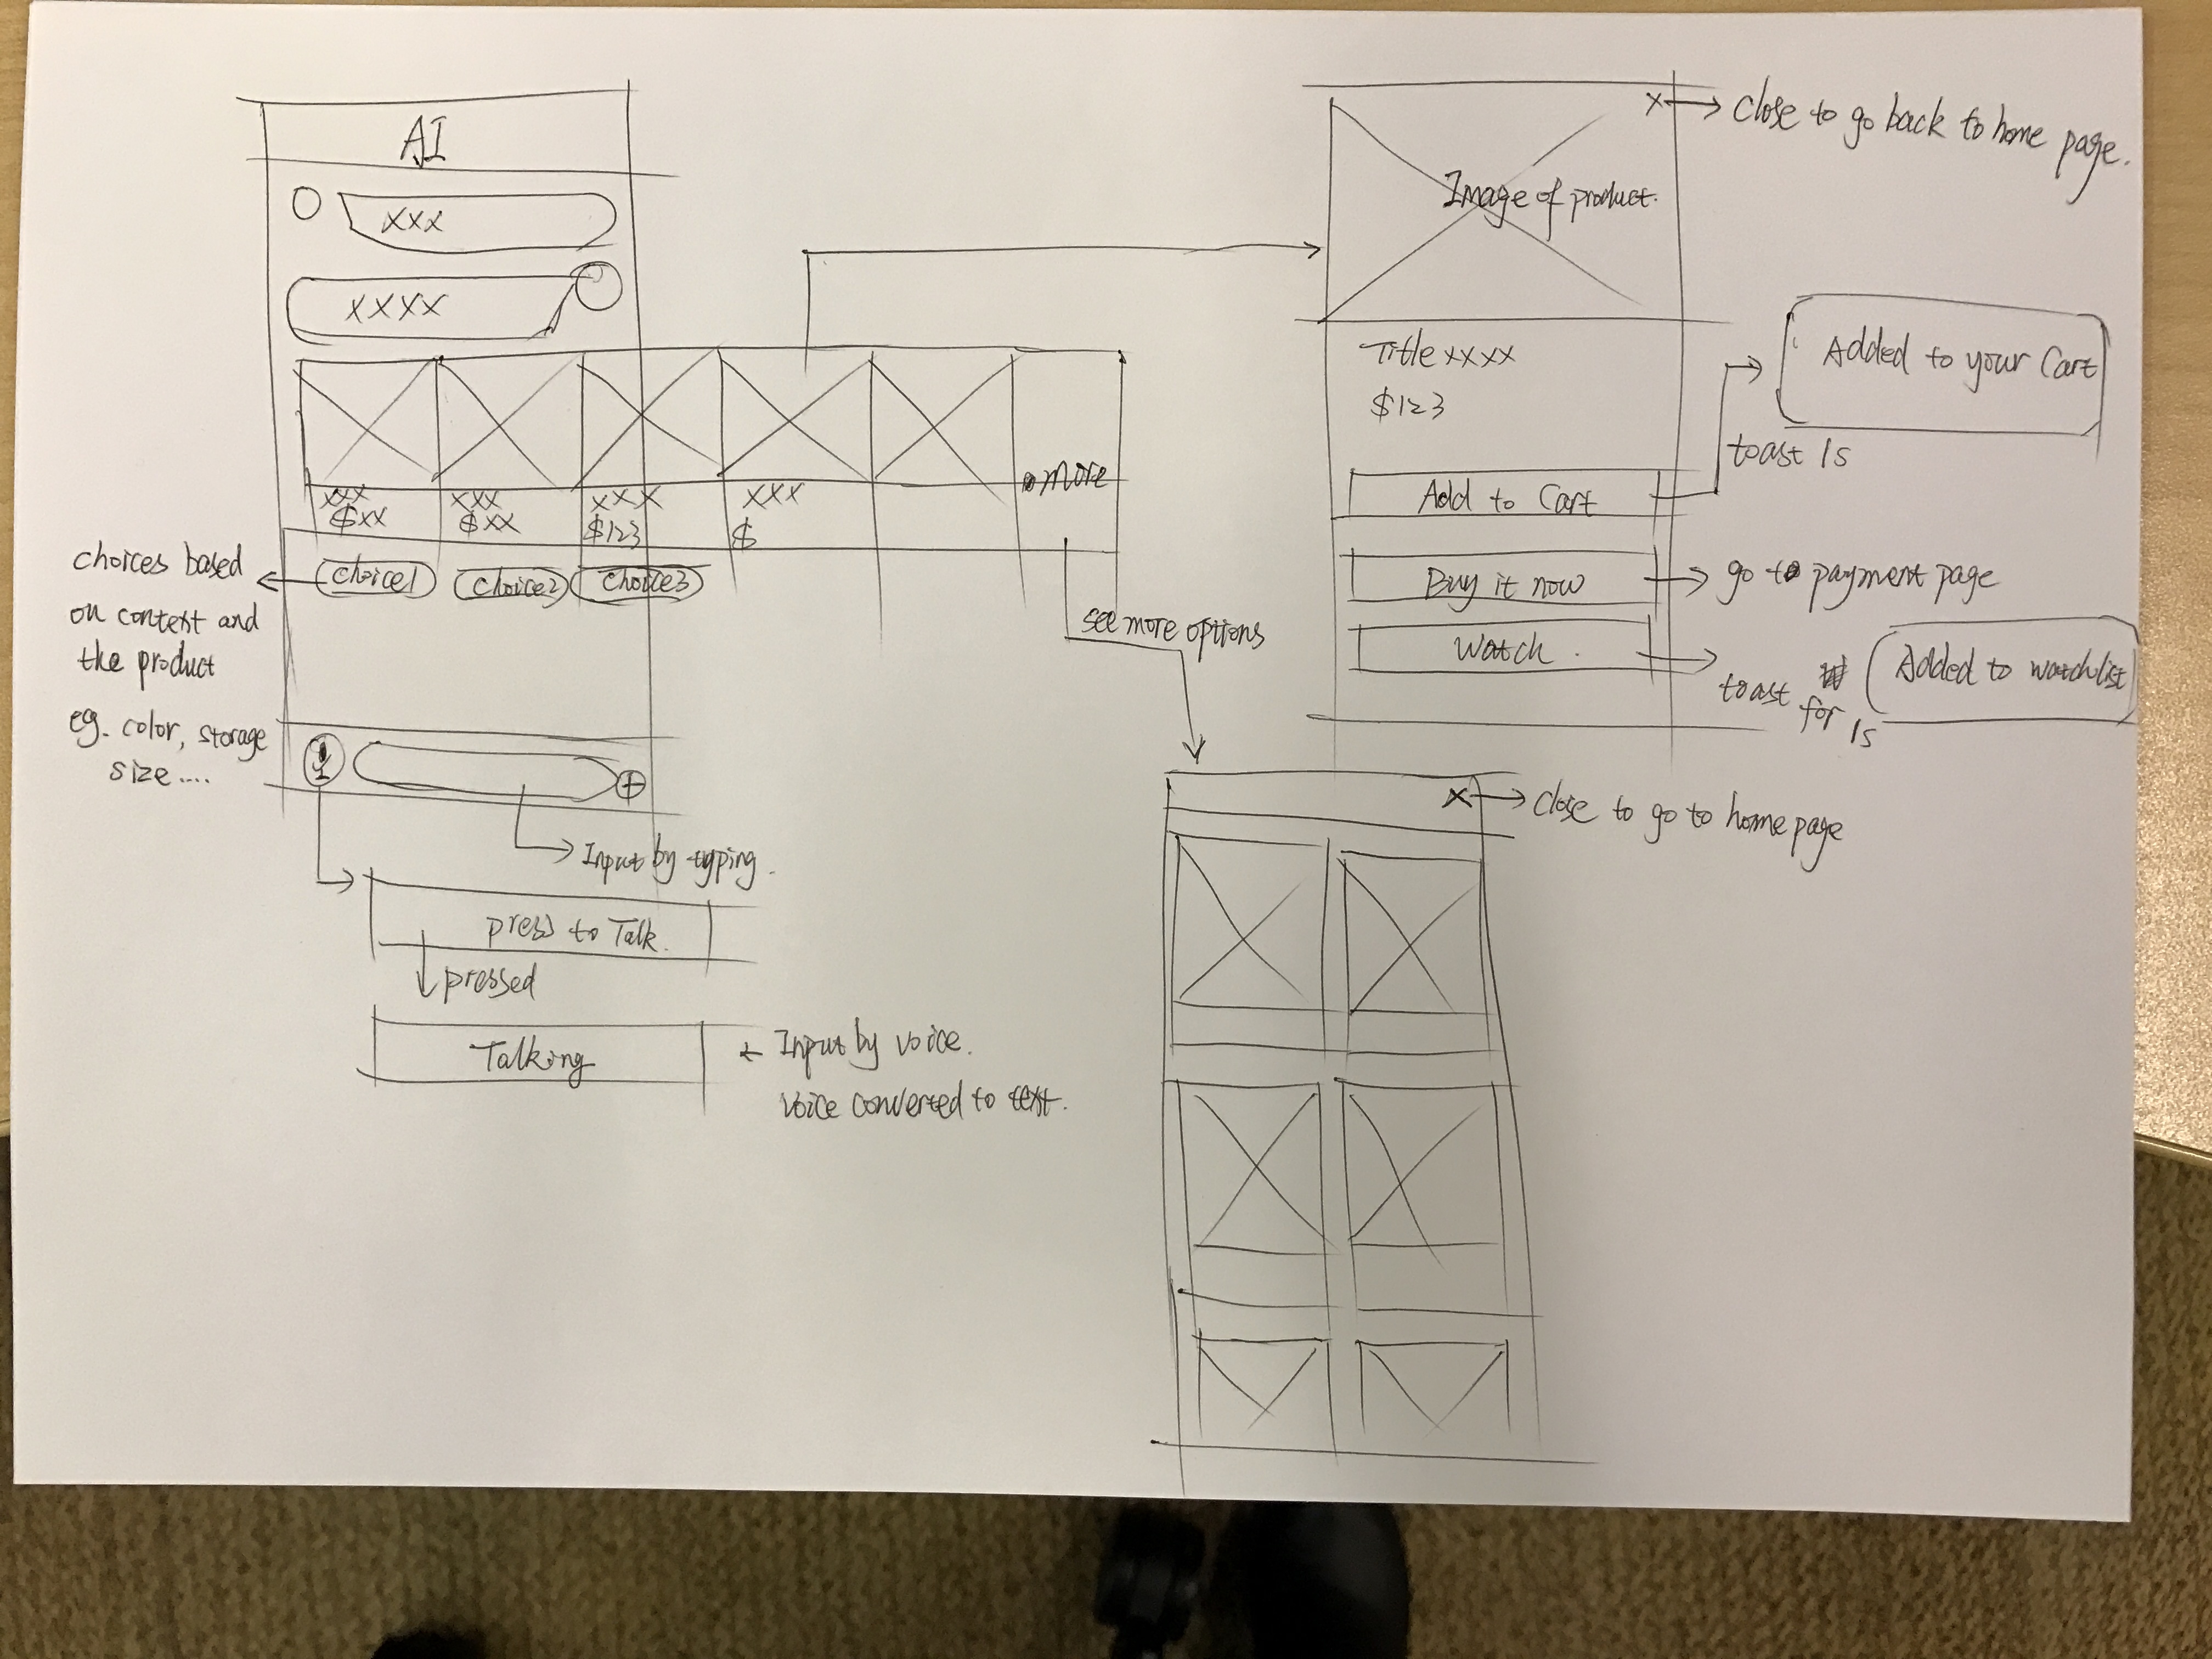 AI
xxx
xxxx
more
xxx
$xx
xxx
$xx
xxx
$123
xxx
$
choice1
choice2
choice3
choices based
on context and
the product
eg. color, storage
size ....
see more options
Input by typing.
press to Talk.
pressed
Talking
← Input by voice.
voice converted to text.
x → close to go back to home page.
Image of product.
Title xxxx
$123
Added to your Cart
toast 1s
Add to Cart
Buy it now
→ go to payment page
Watch.
toast
for 1s
Added to watchlist
x → close to go to home page